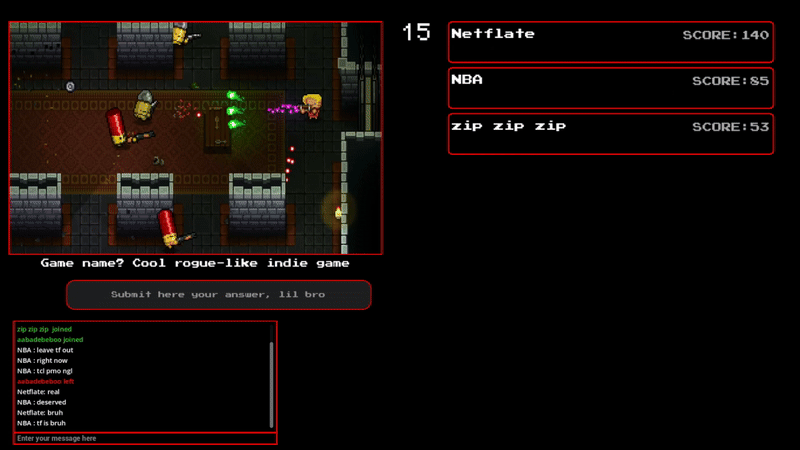 15
Netflate SCORE:140
NBA SCORE:85
zip zip zip SCORE:53
Game name? Cool rogue-like indie game
Submit here your answer, lil bro
zip zip zip joined
aabadebeboo joined
NBA : leave tf out
NBA : right now
NBA : tcl pmo ngl
aabadebeboo left
Netflate: real
NBA : deserved
Netflate: bruh
NBA : tf is bruh
Enter your message here